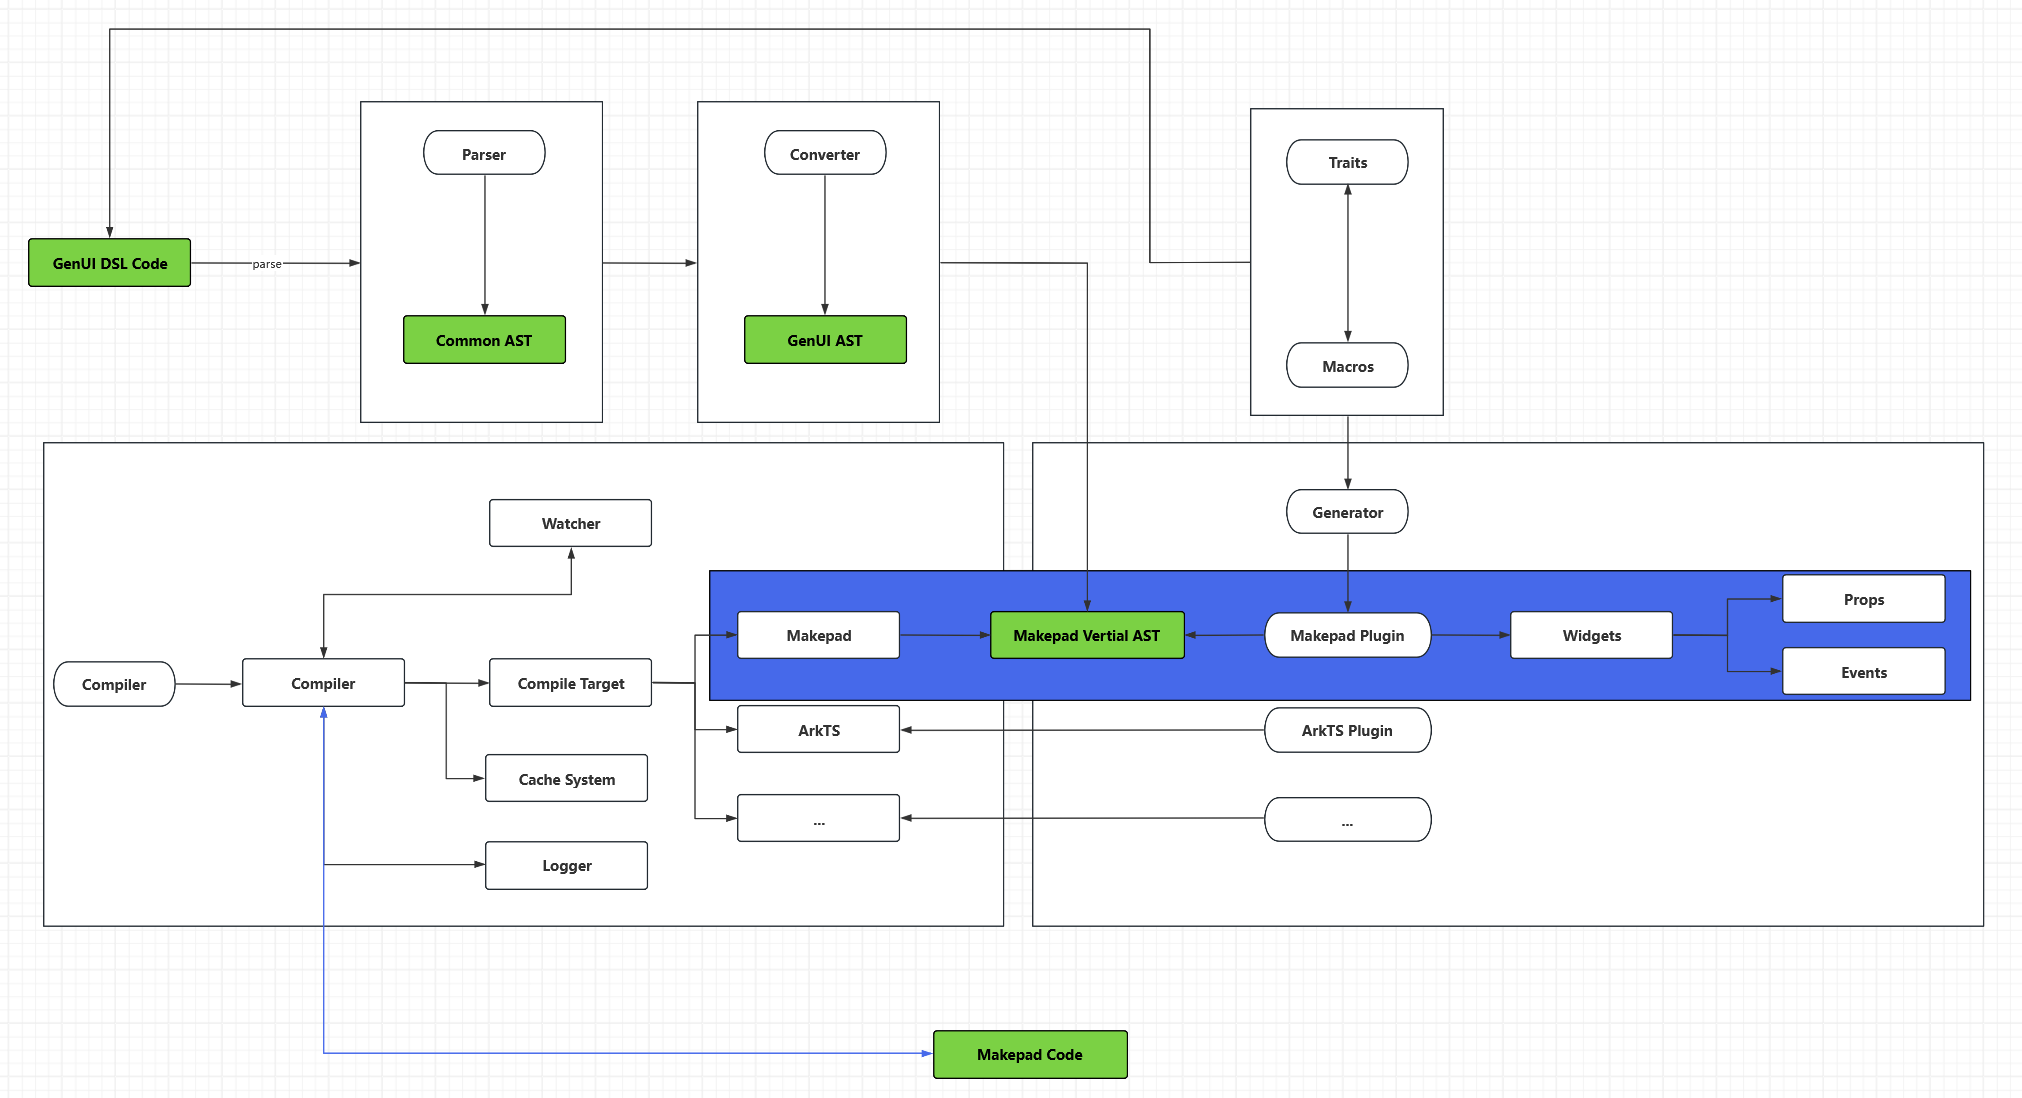 Parser
Converter
Traits
GenUI DSL Code
parse
Common AST
GenUI AST
Macros
Generator
Watcher
Makepad
Makepad Vertial AST
Makepad Plugin
Widgets
Props
Events
Compiler
Compiler
Compile Target
ArkTS
ArkTS Plugin
Cache System
...
...
Logger
Makepad Code